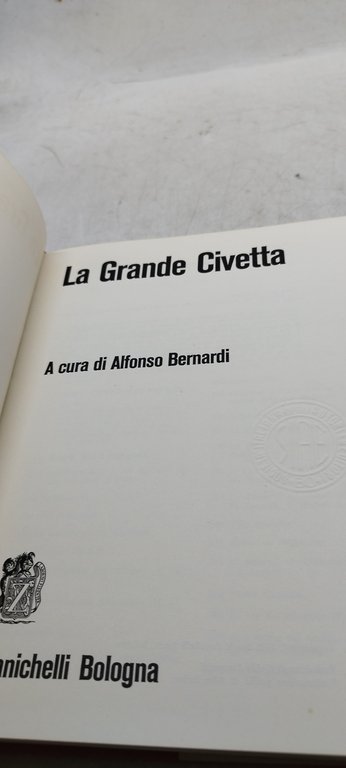 La Grande Civetta
A cura di Alfonso Bernardi
nichelli Bologna